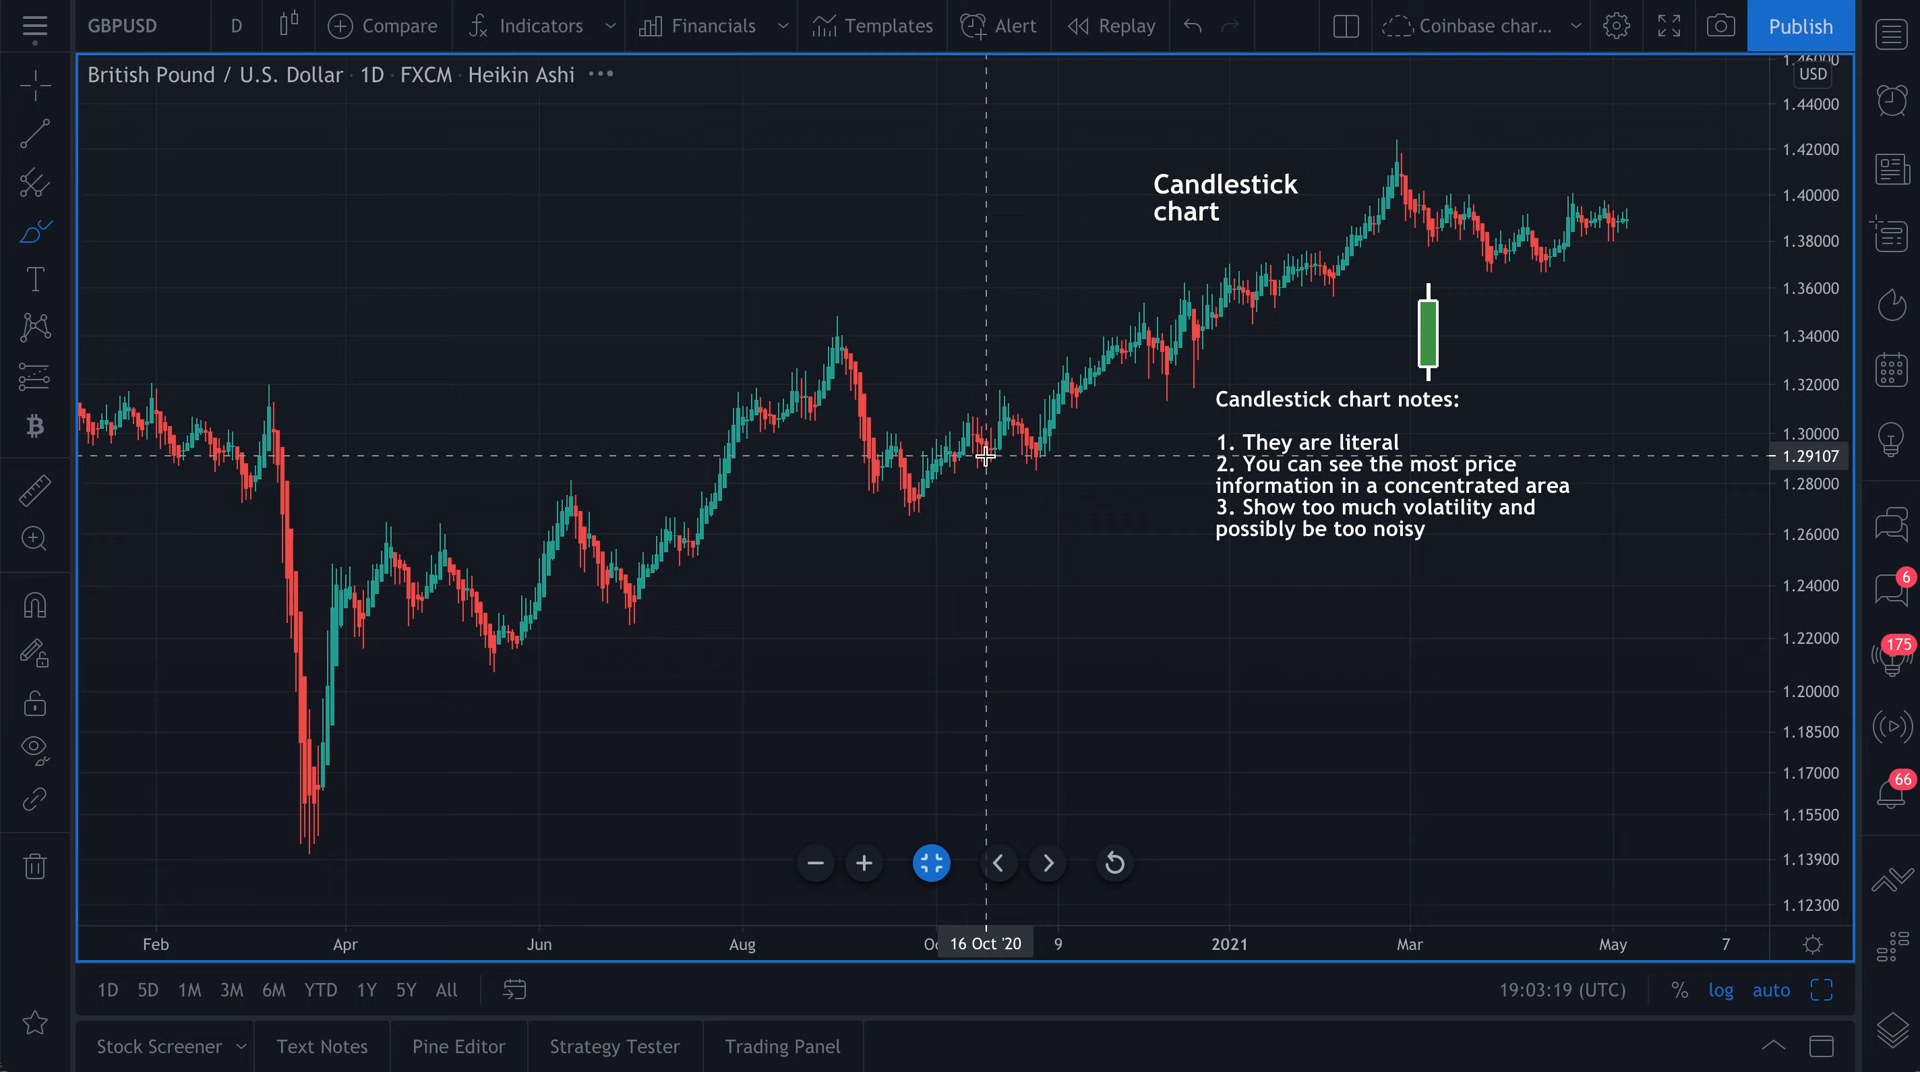 GBPUSD D Compare Indicators Financials Templates Alert Replay Coinbase char... Publish
British Pound / U.S. Dollar · 1D · FXCM · Heikin Ashi ···
1.46000
USD
1.44000
1.42000
1.40000
1.38000
1.36000
1.34000
1.32000
1.30000
1.29107
1.28000
1.26000
1.24000
1.22000
1.20000
1.18500
1.17000
1.15500
1.13900
1.12300
Candlestick
chart
Candlestick chart notes:
1. They are literal
2. You can see the most price
information in a concentrated area
3. Show too much volatility and
possibly be too noisy
6
175
66
Feb Apr Jun Aug 16 Oct '20 9 2021 Mar May 7
1D 5D 1M 3M 6M YTD 1Y 5Y All 19:03:19 (UTC) % log auto
Stock Screener Text Notes Pine Editor Strategy Tester Trading Panel